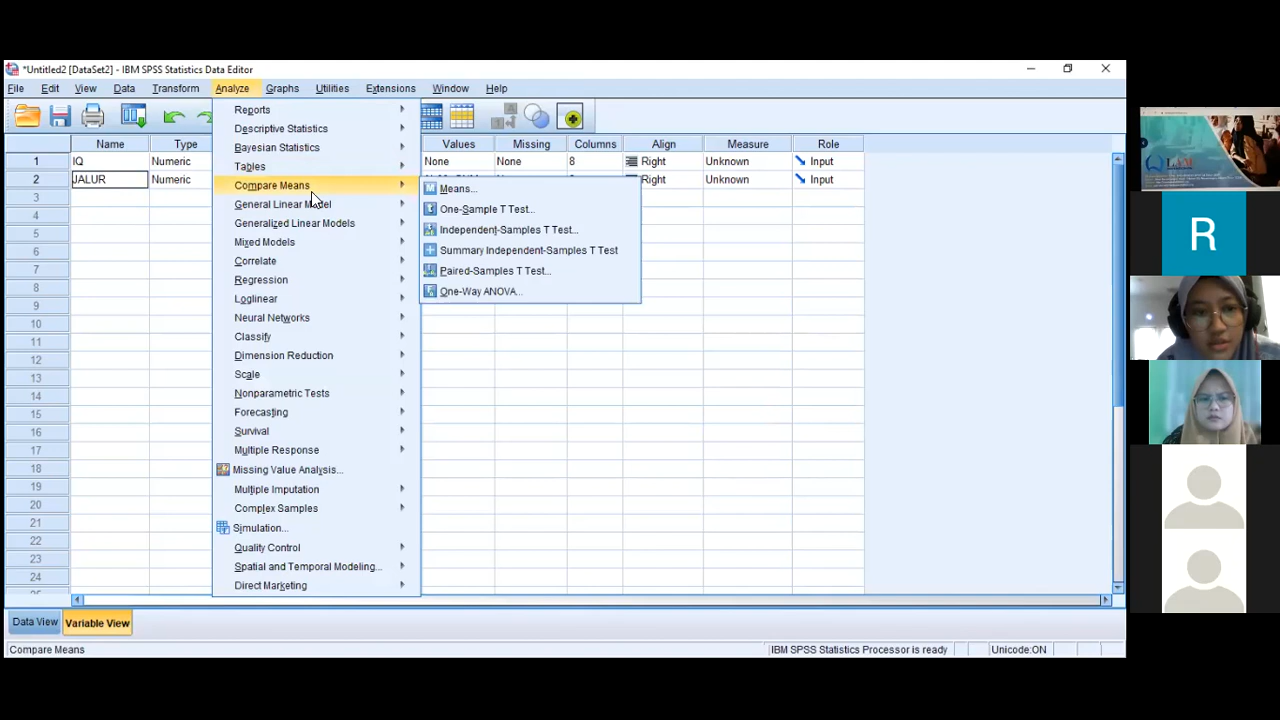 *Untitled2 [DataSet2] - IBM SPSS Statistics Data Editor
File Edit View Data Transform Analyze Graphs Utilities Extensions Window Help
Name Type Values Missing Columns Align Measure Role
1 IQ Numeric None None 8 Right Unknown Input
2 JALUR Numeric Right Unknown Input
3
4
5
6
7
8
9
10
11
12
13
14
15
16
17
18
19
20
21
22
23
24
Reports
Descriptive Statistics
Bayesian Statistics
Tables
Compare Means
General Linear Model
Generalized Linear Models
Mixed Models
Correlate
Regression
Loglinear
Neural Networks
Classify
Dimension Reduction
Scale
Nonparametric Tests
Forecasting
Survival
Multiple Response
Missing Value Analysis...
Multiple Imputation
Complex Samples
Simulation...
Quality Control
Spatial and Temporal Modeling...
Direct Marketing
Means...
One-Sample T Test...
Independent-Samples T Test...
Summary Independent-Samples T Test
Paired-Samples T Test...
One-Way ANOVA...
Data View Variable View
Compare Means IBM SPSS Statistics Processor is ready Unicode:ON
R